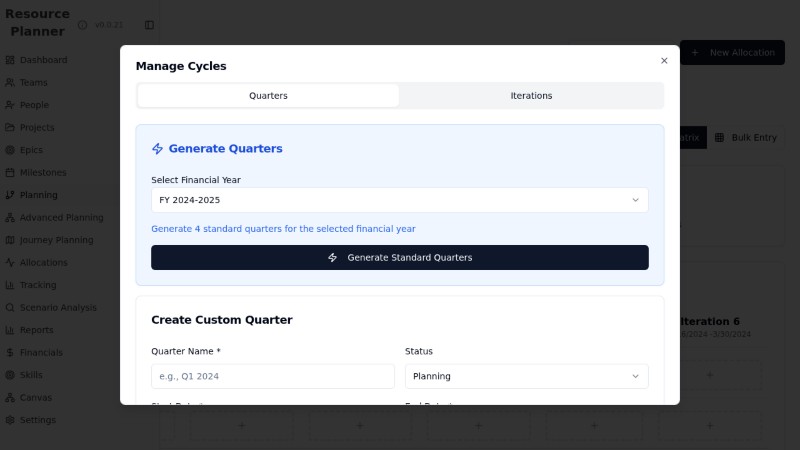 Resource Planner
v0.0.21
Dashboard
Teams
People
Projects
Epics
Milestones
Planning
Advanced Planning
Journey Planning
Allocations
Tracking
Scenario Analysis
Reports
Financials
Skills
Canvas
Settings
New Allocation
atrix
Bulk Entry
Iteration 6
/2024 -3/30/2024
Manage Cycles
Quarters
Iterations
Generate Quarters
Select Financial Year
FY 2024-2025
Generate 4 standard quarters for the selected financial year
Generate Standard Quarters
Create Custom Quarter
Quarter Name *
Status
e.g., Q1 2024
Planning